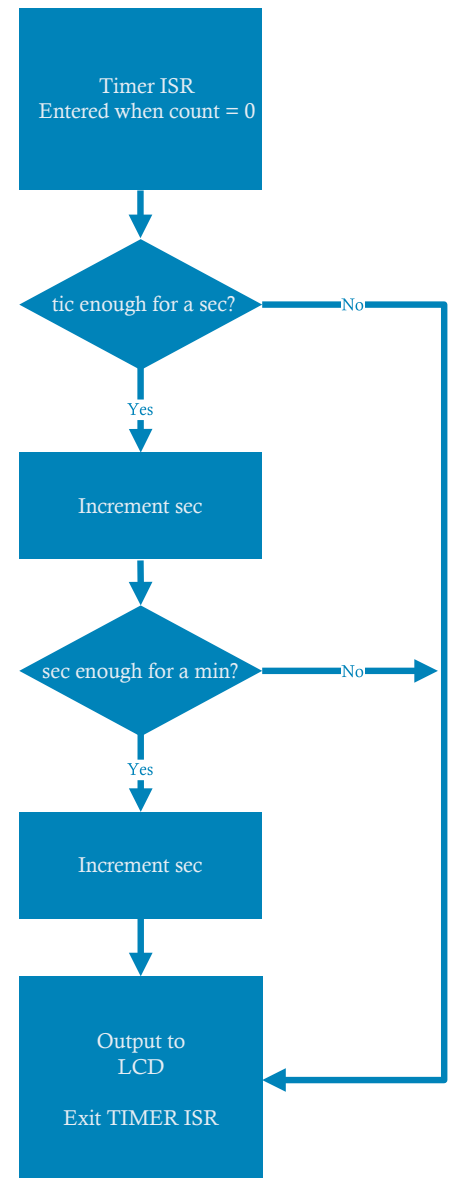 Timer ISR
Entered when count = 0
tic enough for a sec?
No
Yes
Increment sec
sec enough for a min?
No
Yes
Increment sec
Output to
LCD
Exit TIMER ISR